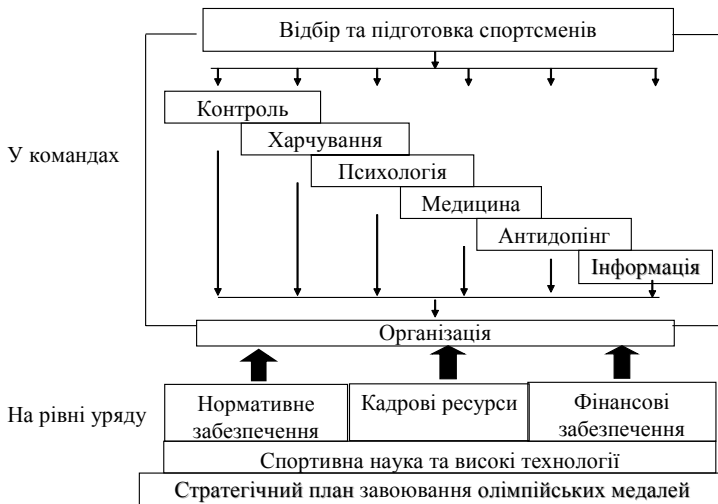 Відбір та підготовка спортсменів
Контроль
Харчування
Психологія
У командах
Медицина
Антидопінг
Інформація
Організація
На рівні уряду
Нормативне
забезпечення
Кадрові ресурси
Фінансові
забезпечення
Спортивна наука та високі технології
Стратегічний план завоювання олімпійських медалей